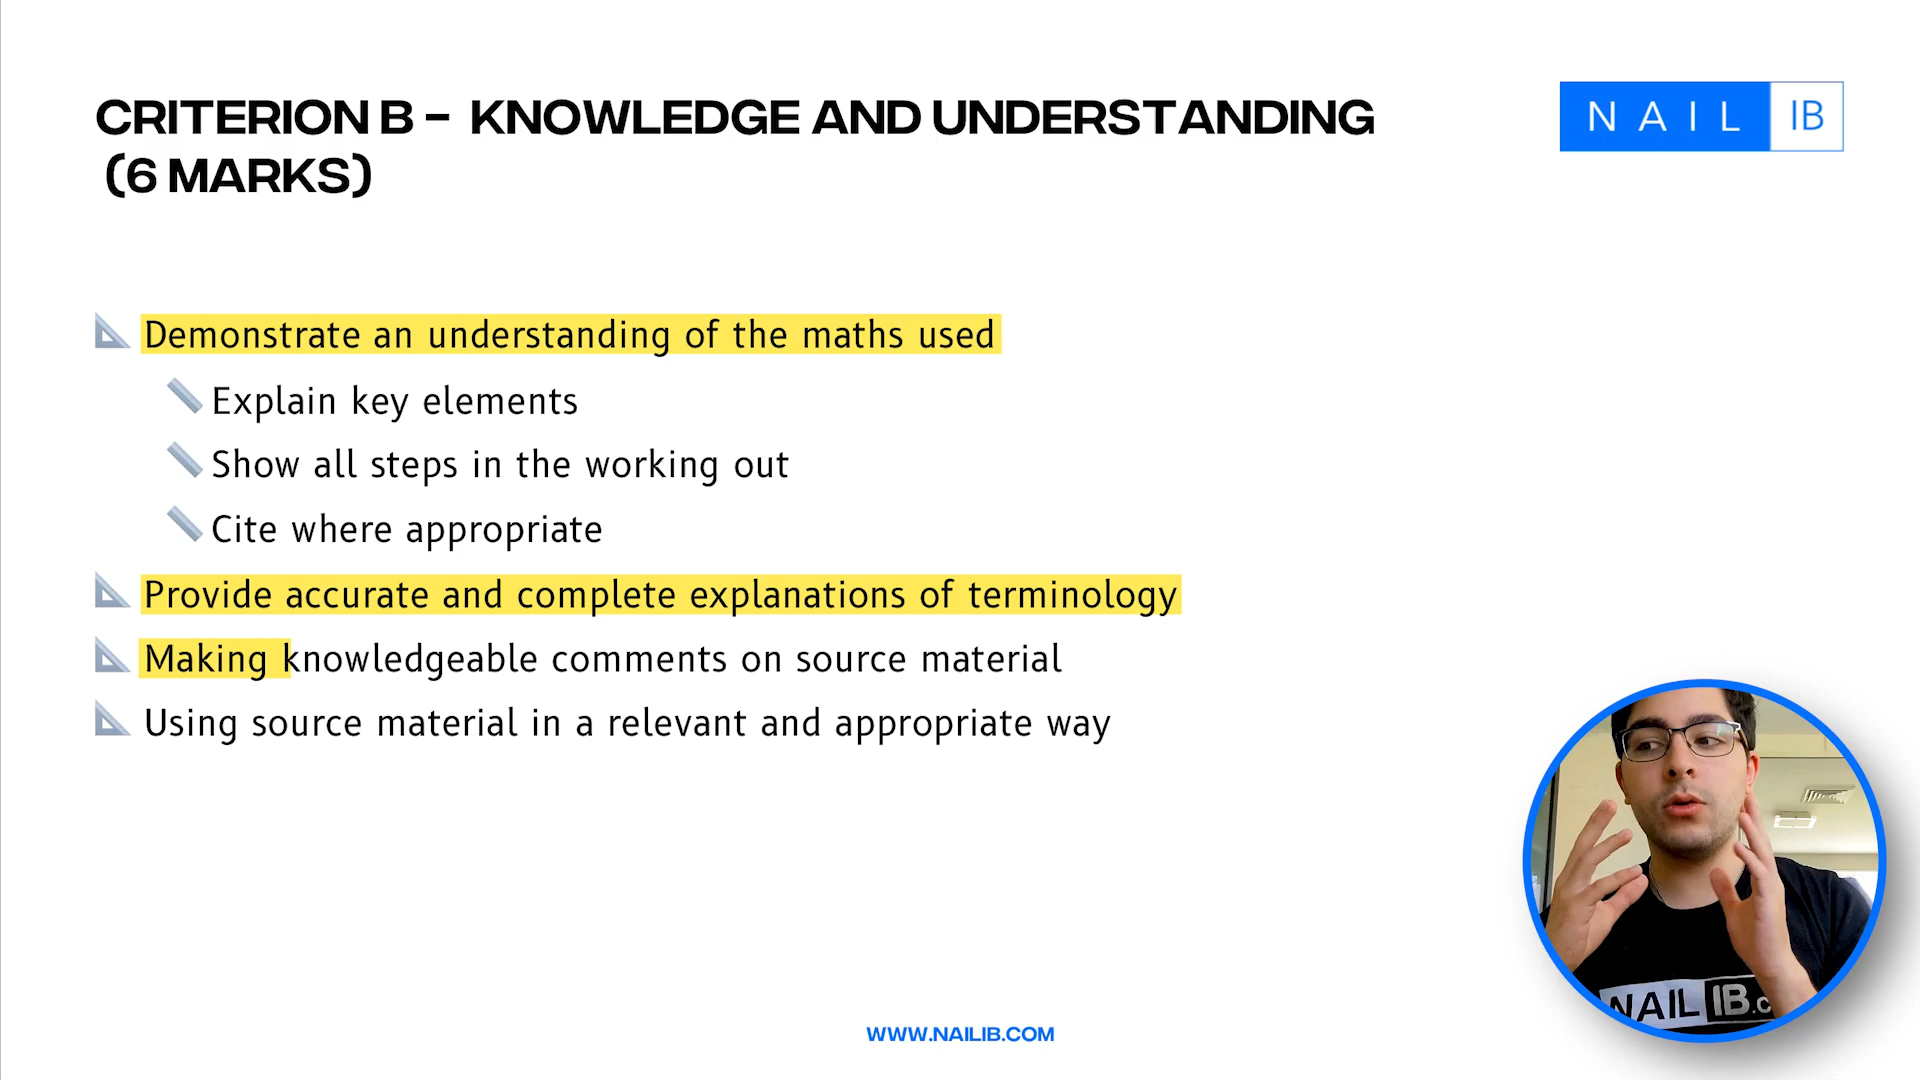 CRITERION B - KNOWLEDGE AND UNDERSTANDING
(6 MARKS)
NAIL IB
Demonstrate an understanding of the maths used
Explain key elements
Show all steps in the working out
Cite where appropriate
Provide accurate and complete explanations of terminology
Making knowledgeable comments on source material
Using source material in a relevant and appropriate way
NAIL IB.c
WWW.NAILIB.COM